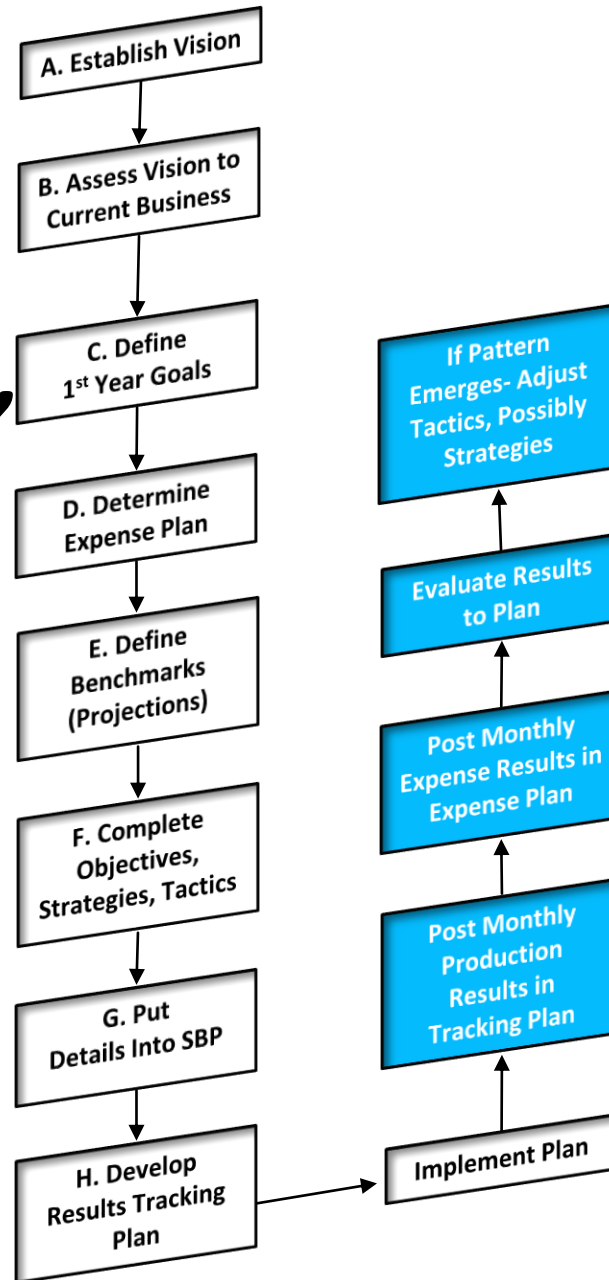 A. Establish Vision
B. Assess Vision to
Current Business
C. Define
1st Year Goals
D. Determine
Expense Plan
E. Define
Benchmarks
(Projections)
F. Complete
Objectives,
Strategies, Tactics
G. Put
Details Into SBP
H. Develop
Results Tracking
Plan
Implement Plan
Post Monthly
Production
Results in
Tracking Plan
Post Monthly
Expense Results in
Expense Plan
Evaluate Results
to Plan
If Pattern
Emerges- Adjust
Tactics, Possibly
Strategies